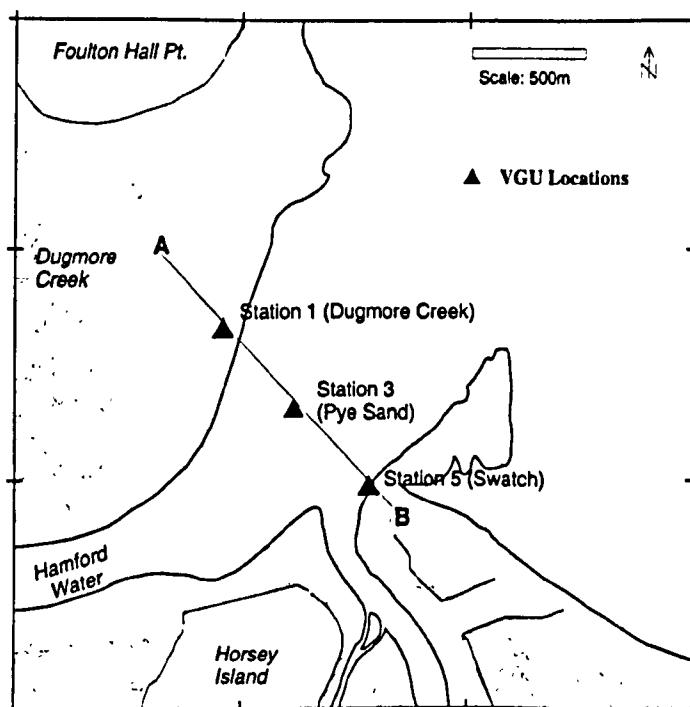 Foulton Hall Pt.
Scale: 500m
N
VGU Locations
A
Dugmore
Creek
Station 1 (Dugmore Creek)
Station 3
(Pye Sand)
Station 5 (Swatch)
B
Hamford
Water
Horsey
Island